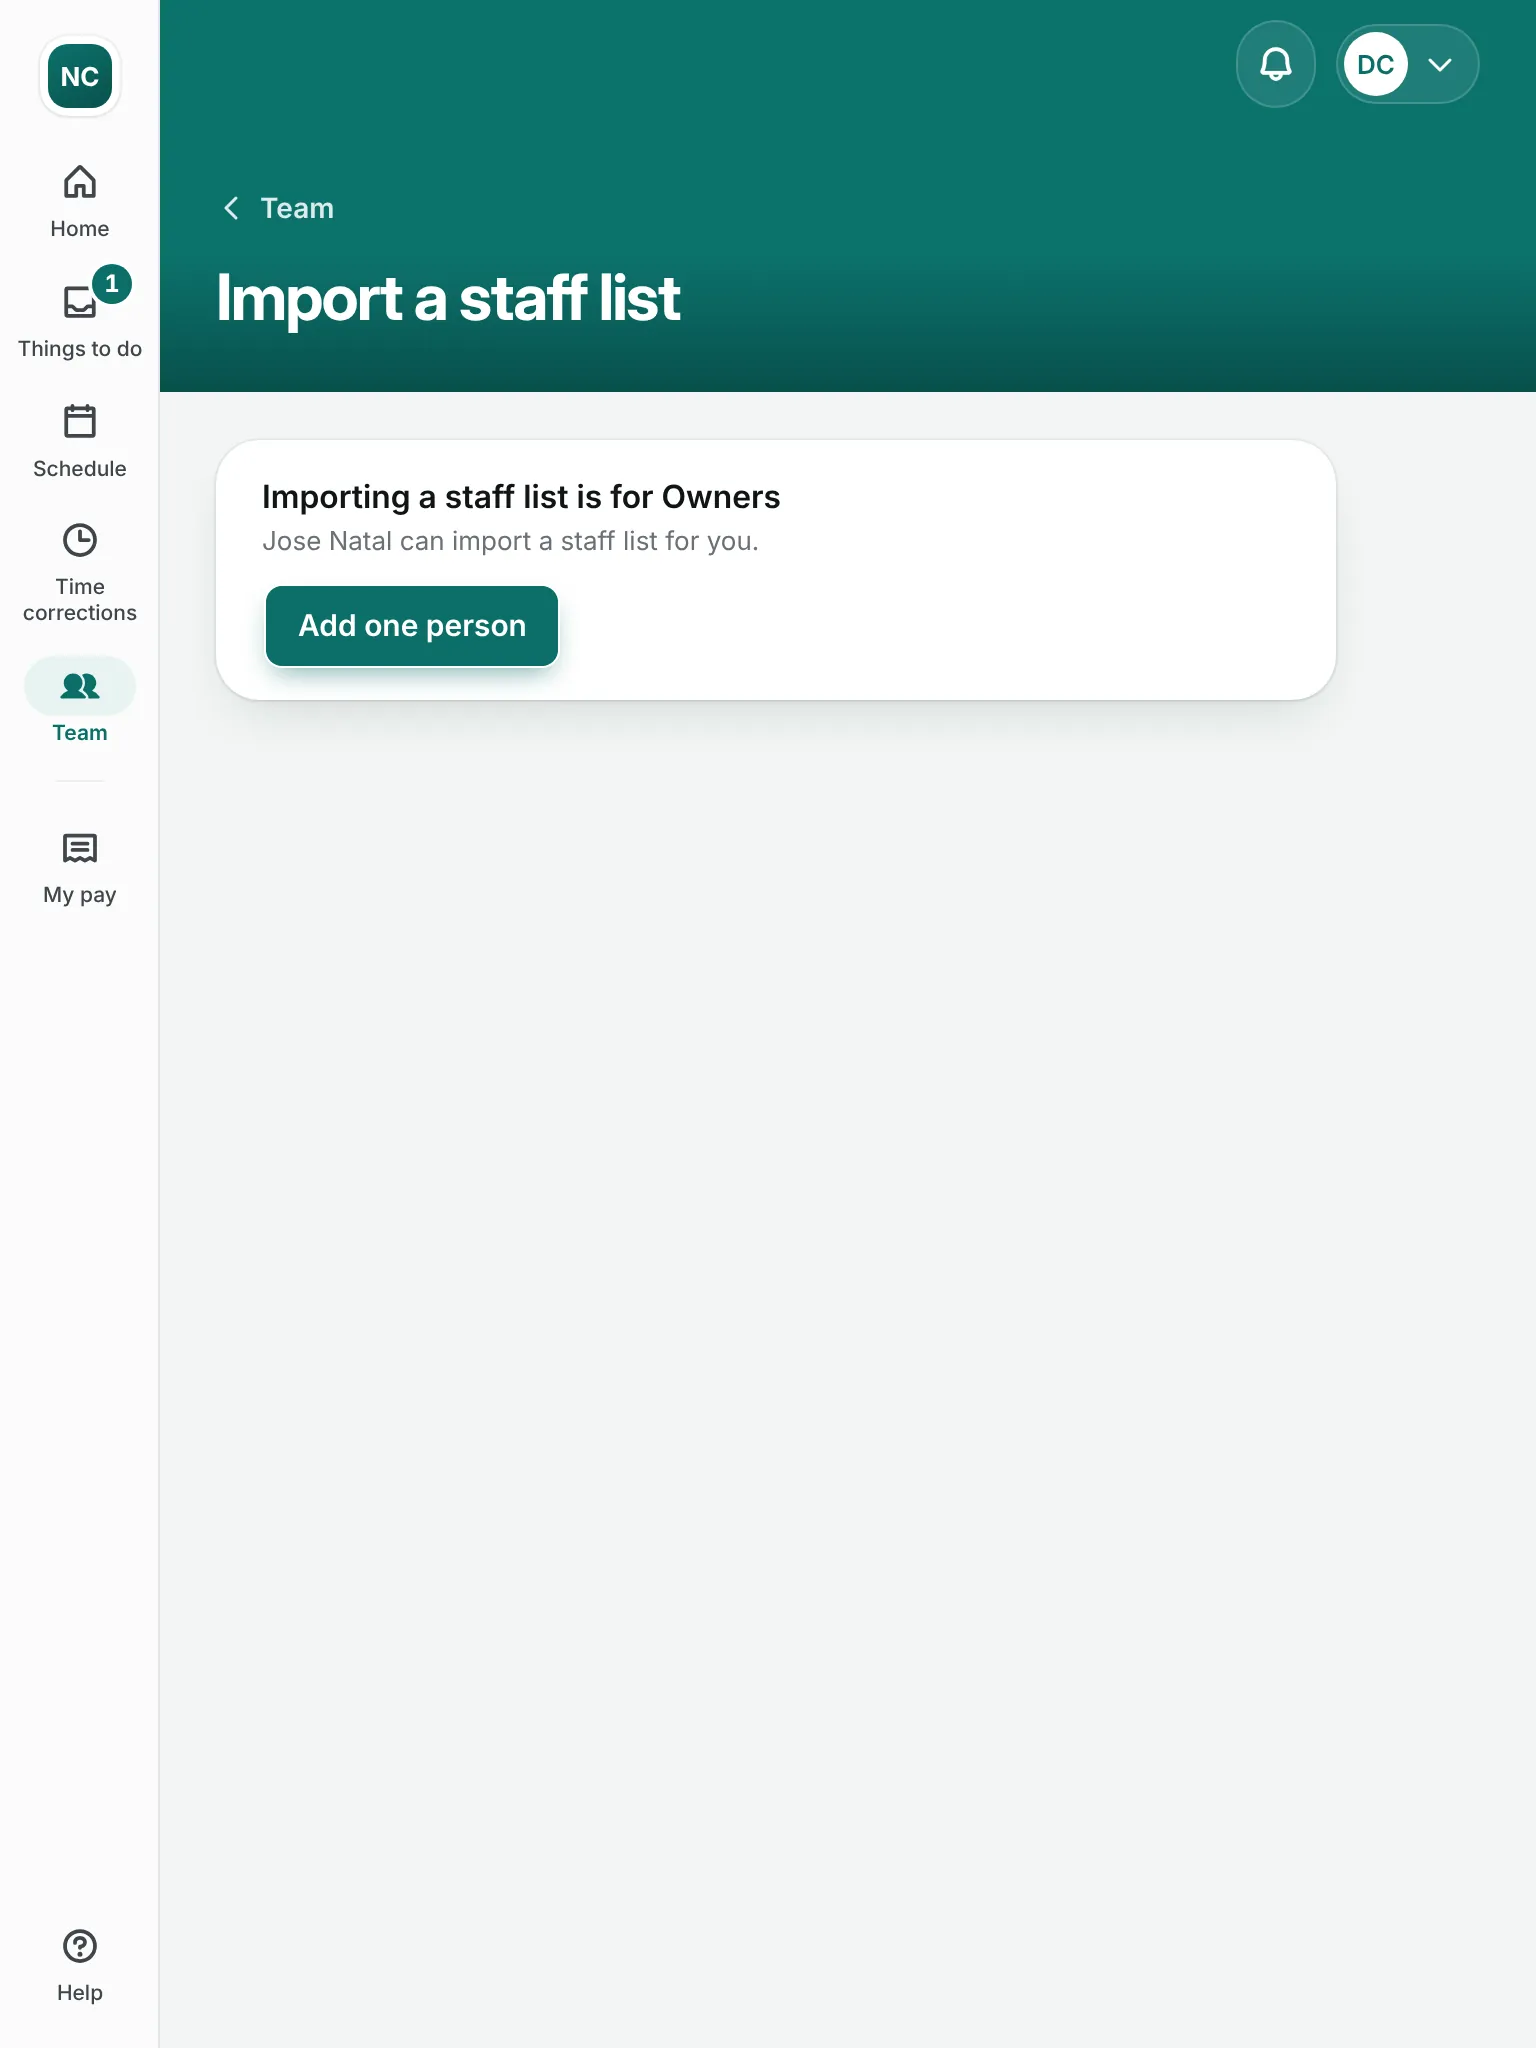 NC
Home
1
Things to do
Schedule
Time
corrections
Team
My pay
Help
DC
Team
Import a staff list
Importing a staff list is for Owners
Jose Natal can import a staff list for you.
Add one person